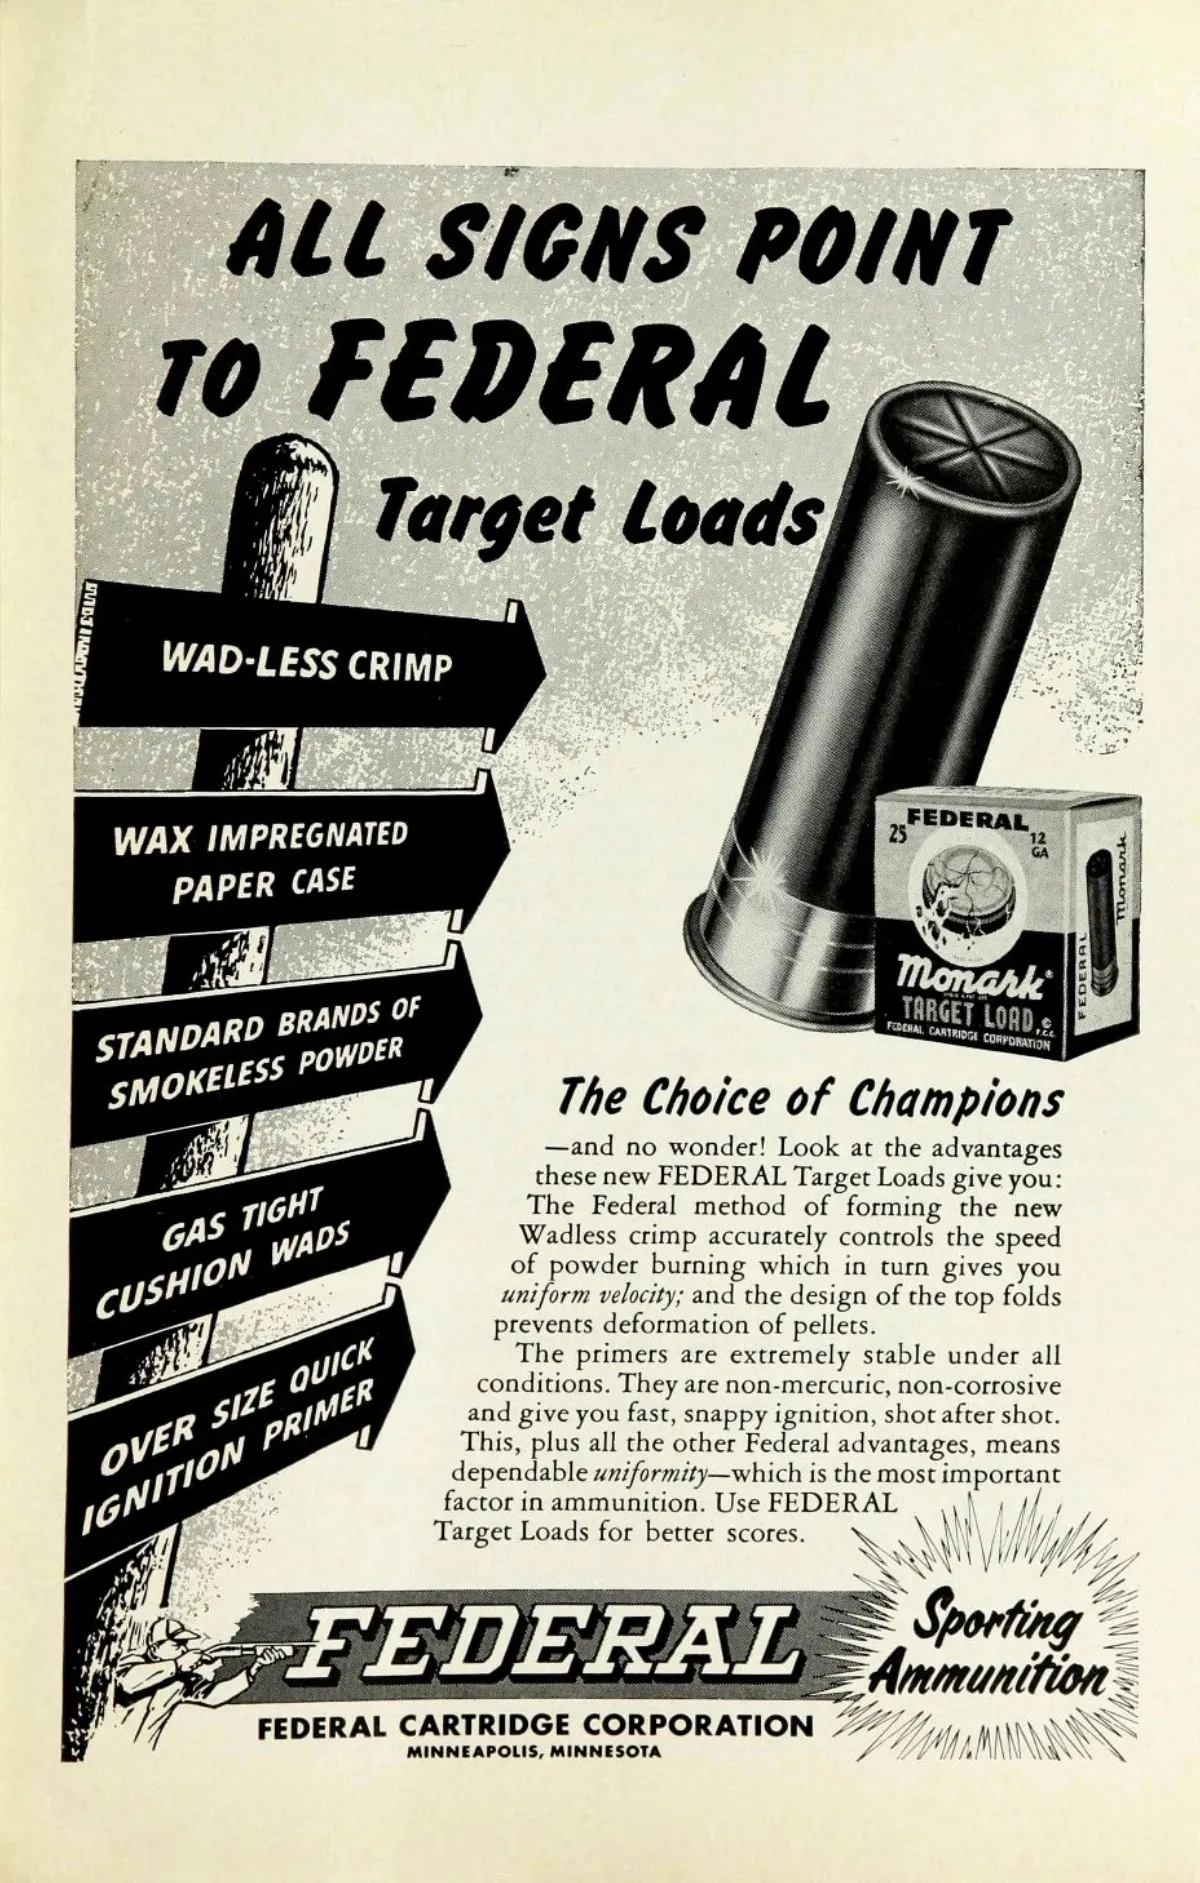 ALL SIGNS POINT
TO FEDERAL
Target Loads
WAD-LESS CRIMP
WAX IMPREGNATED
PAPER CASE
STANDARD BRANDS OF
SMOKELESS POWDER
GAS TIGHT
CUSHION WADS
OVER SIZE QUICK
IGNITION PRIMER
FEDERAL
25
12
GA
Monark
TARGET LOAD
FEDERAL CARTRIDGE CORPORATION
FEDERAL
Monark
The Choice of Champions
—and no wonder! Look at the advantages
these new FEDERAL Target Loads give you:
The Federal method of forming the new
Wadless crimp accurately controls the speed
of powder burning which in turn gives you
uniform velocity; and the design of the top folds
prevents deformation of pellets.
The primers are extremely stable under all
conditions. They are non-mercuric, non-corrosive
and give you fast, snappy ignition, shot after shot.
This, plus all the other Federal advantages, means
dependable uniformity—which is the most important
factor in ammunition. Use FEDERAL
Target Loads for better scores.
FEDERAL
Sporting
Ammunition
FEDERAL CARTRIDGE CORPORATION
MINNEAPOLIS, MINNESOTA